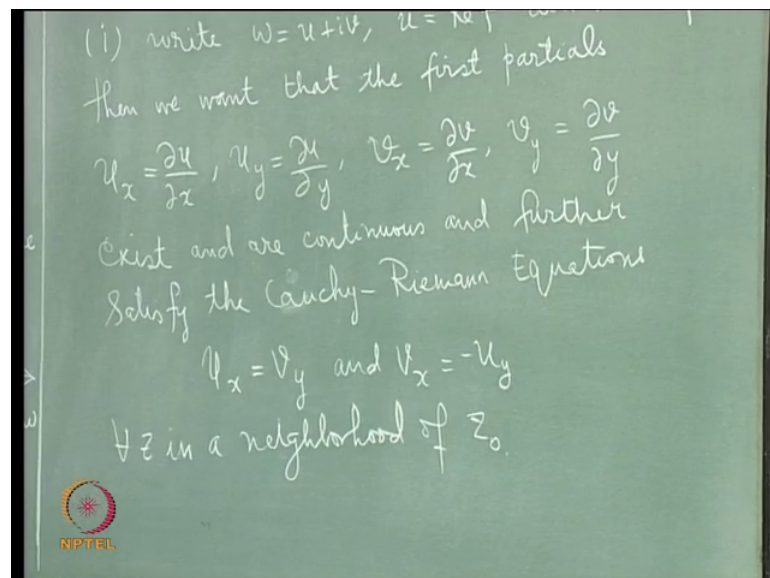 (i) write w = u+iv, u = Re f
then we want that the first partials
u_x = ∂u/∂x, u_y = ∂u/∂y, v_x = ∂v/∂x, v_y = ∂v/∂y
exist and are continuous and further
satisfy the Cauchy-Riemann Equations
u_x = v_y and v_x = -u_y
∀ z in a neighborhood of z_0.
NPTEL